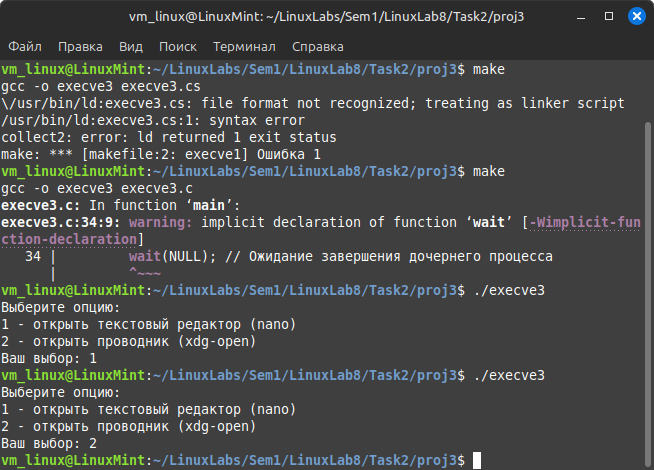 vm_linux@LinuxMint: ~/LinuxLabs/Sem1/LinuxLab8/Task2/proj3
Файл Правка Вид Поиск Терминал Справка
vm_linux@LinuxMint:~/LinuxLabs/Sem1/LinuxLab8/Task2/proj3$ make
gcc -o execve3 execve3.cs
\/usr/bin/ld:execve3.cs: file format not recognized; treating as linker script
/usr/bin/ld:execve3.cs:1: syntax error
collect2: error: ld returned 1 exit status
make: *** [makefile:2: execve1] Ошибка 1
vm_linux@LinuxMint:~/LinuxLabs/Sem1/LinuxLab8/Task2/proj3$ make
gcc -o execve3 execve3.c
execve3.c: In function ‘main’:
execve3.c:34:9: warning: implicit declaration of function ‘wait’ [-Wimplicit-fun
ction-declaration]
34 | wait(NULL); // Ожидание завершения дочернего процесса
| ^~~~
vm_linux@LinuxMint:~/LinuxLabs/Sem1/LinuxLab8/Task2/proj3$ ./execve3
Выберите опцию:
1 - открыть текстовый редактор (nano)
2 - открыть проводник (xdg-open)
Ваш выбор: 1
vm_linux@LinuxMint:~/LinuxLabs/Sem1/LinuxLab8/Task2/proj3$ ./execve3
Выберите опцию:
1 - открыть текстовый редактор (nano)
2 - открыть проводник (xdg-open)
Ваш выбор: 2
vm_linux@LinuxMint:~/LinuxLabs/Sem1/LinuxLab8/Task2/proj3$